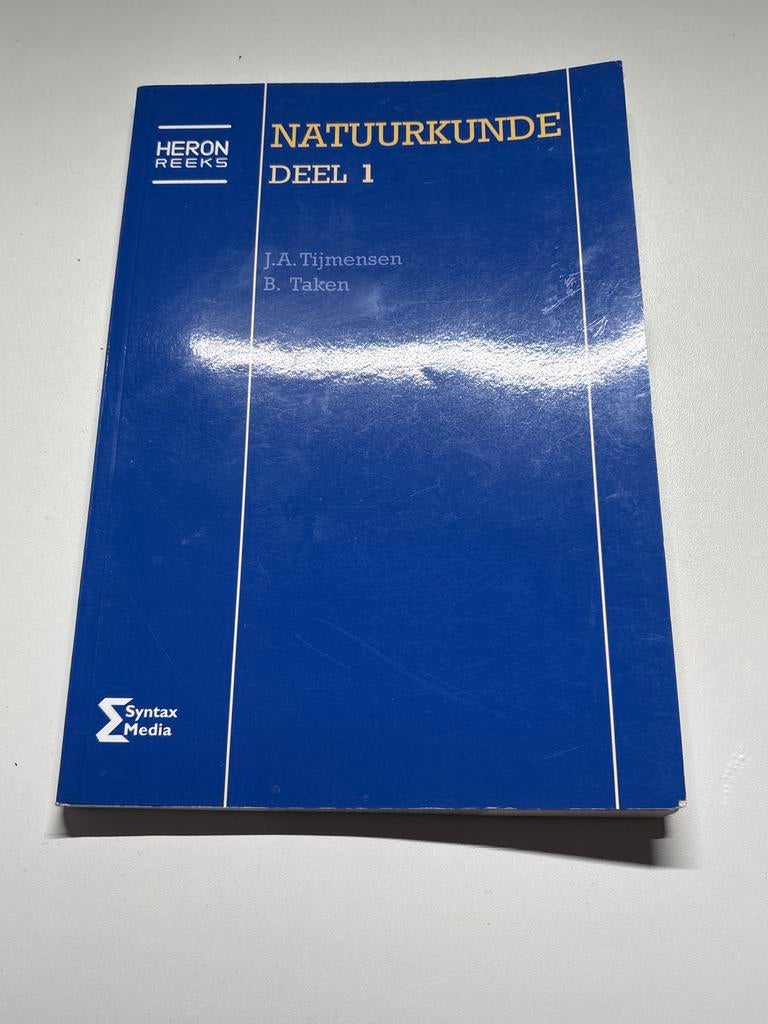 HERON
REEKS
NATUURKUNDE
DEEL 1
J.A. Tijmensen
B. Taken
Syntax
Media